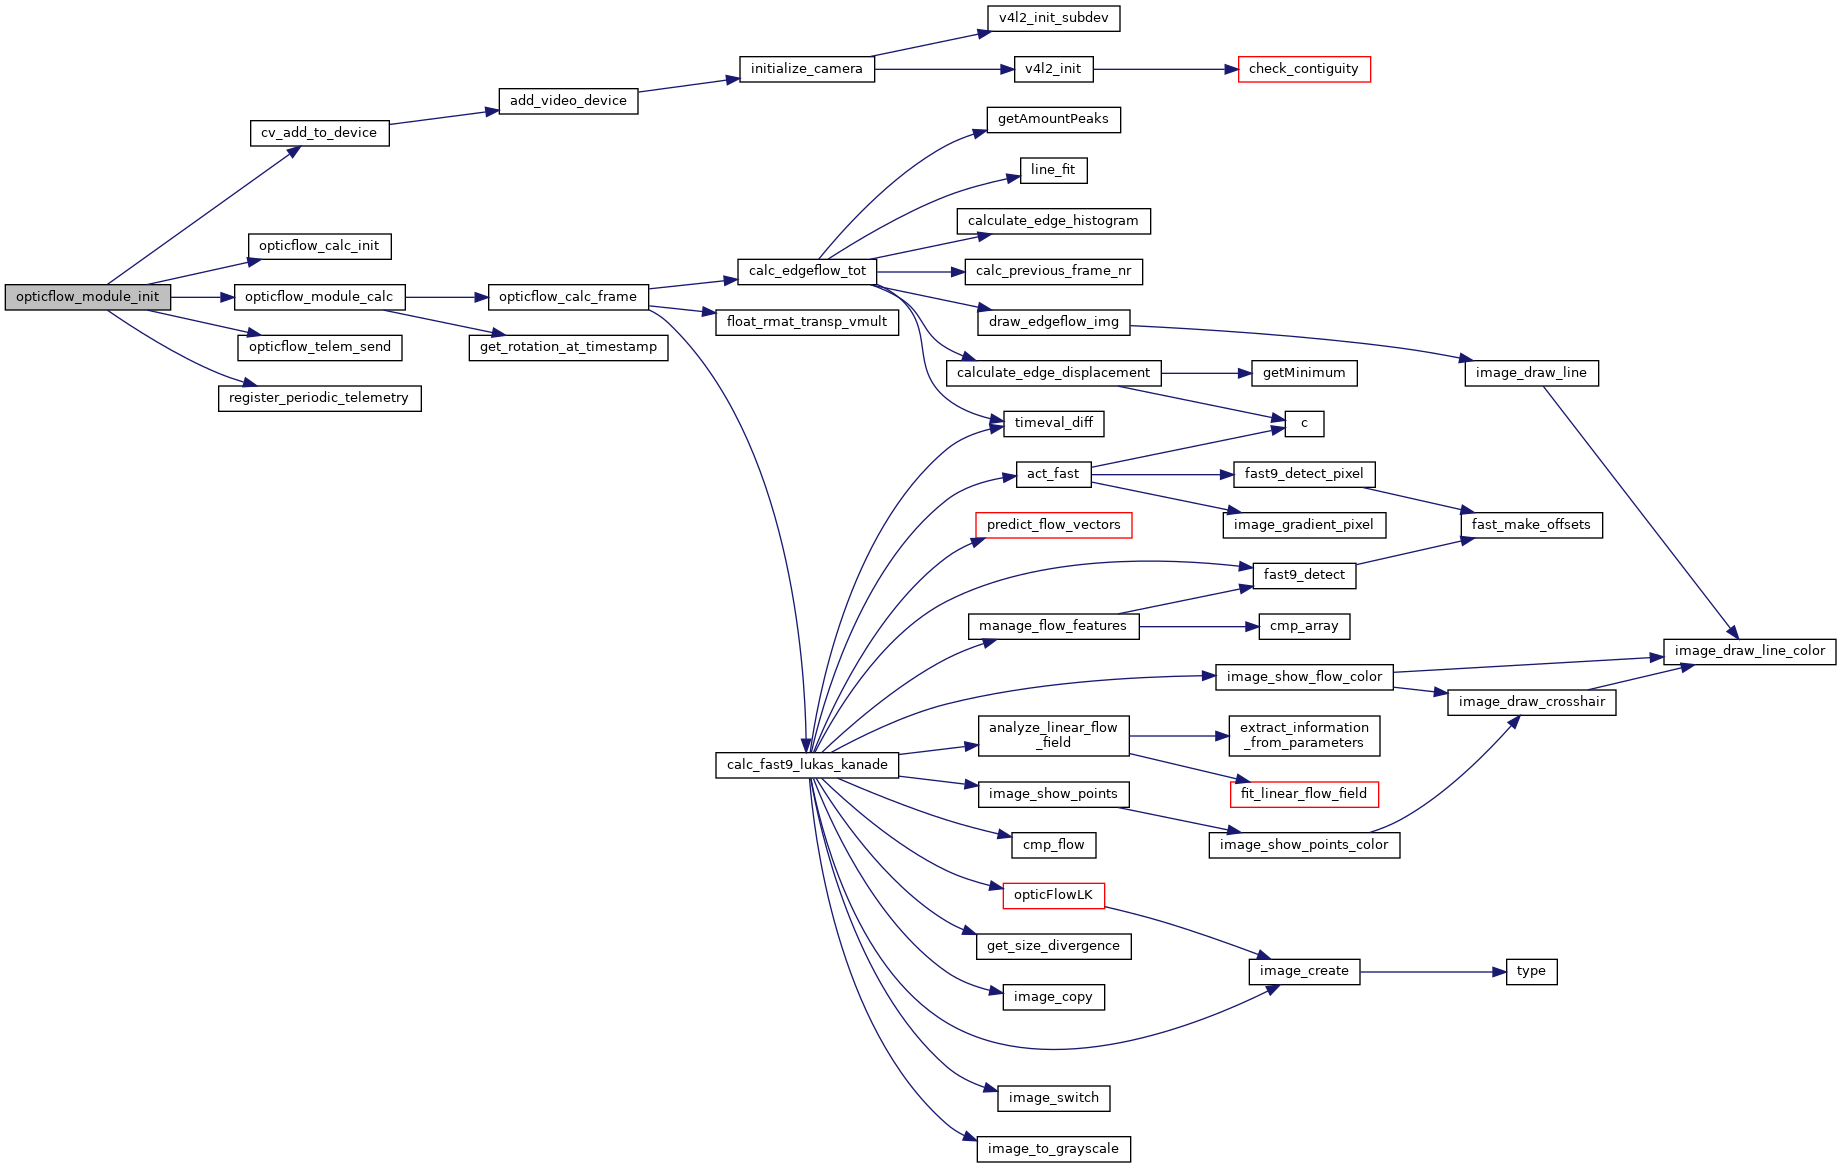 opticflow_module_init
cv_add_to_device
add_video_device
initialize_camera
v4l2_init_subdev
v4l2_init
check_contiguity
opticflow_calc_init
opticflow_module_calc
opticflow_telem_send
register_periodic_telemetry
opticflow_calc_frame
get_rotation_at_timestamp
calc_edgeflow_tot
float_rmat_transp_vmult
calc_fast9_lukas_kanade
getAmountPeaks
line_fit
calculate_edge_histogram
calc_previous_frame_nr
draw_edgeflow_img
calculate_edge_displacement
timeval_diff
image_draw_line
getMinimum
c
act_fast
fast9_detect_pixel
image_gradient_pixel
predict_flow_vectors
fast_make_offsets
fast9_detect
manage_flow_features
cmp_array
image_draw_line_color
image_show_flow_color
image_draw_crosshair
analyze_linear_flow
_field
extract_information
_from_parameters
fit_linear_flow_field
image_show_points
image_show_points_color
cmp_flow
opticFlowLK
get_size_divergence
image_create
type
image_copy
image_switch
image_to_grayscale